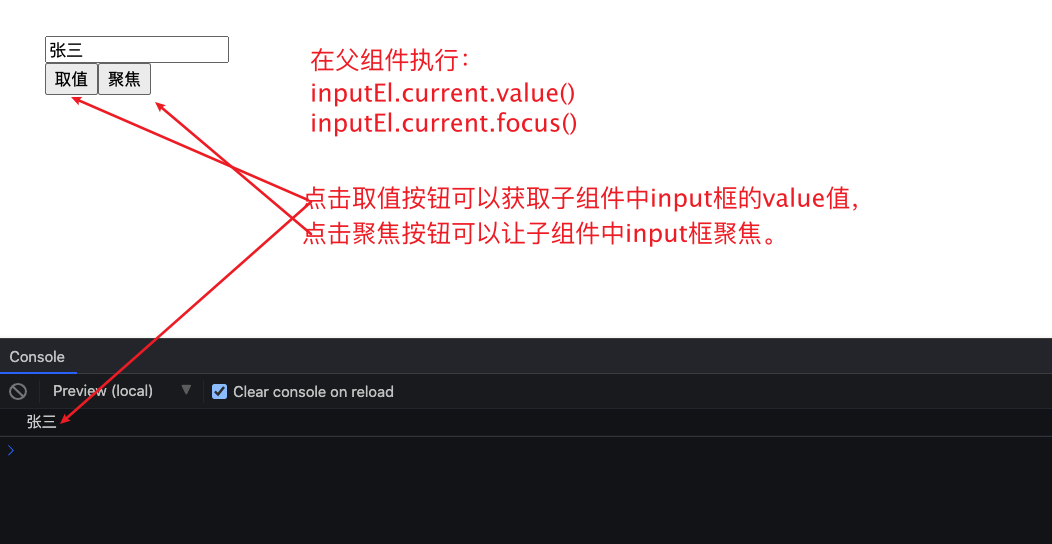 张三
取值 聚焦
在父组件执行：
inputEl.current.value()
inputEl.current.focus()
点击取值按钮可以获取子组件中input框的value值，
点击聚焦按钮可以让子组件中input框聚焦。
Console
Preview (local) ▼ Clear console on reload
张三
>